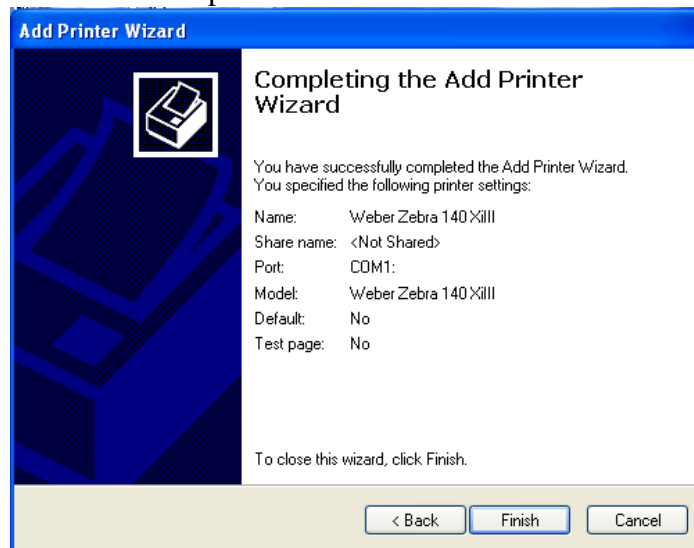 Add Printer Wizard
Completing the Add Printer
Wizard
You have successfully completed the Add Printer Wizard.
You specified the following printer settings:
Name: Weber Zebra 140 XiIII
Share name: <Not Shared>
Port: COM1:
Model: Weber Zebra 140 XiIII
Default: No
Test page: No
To close this wizard, click Finish.
< Back Finish Cancel